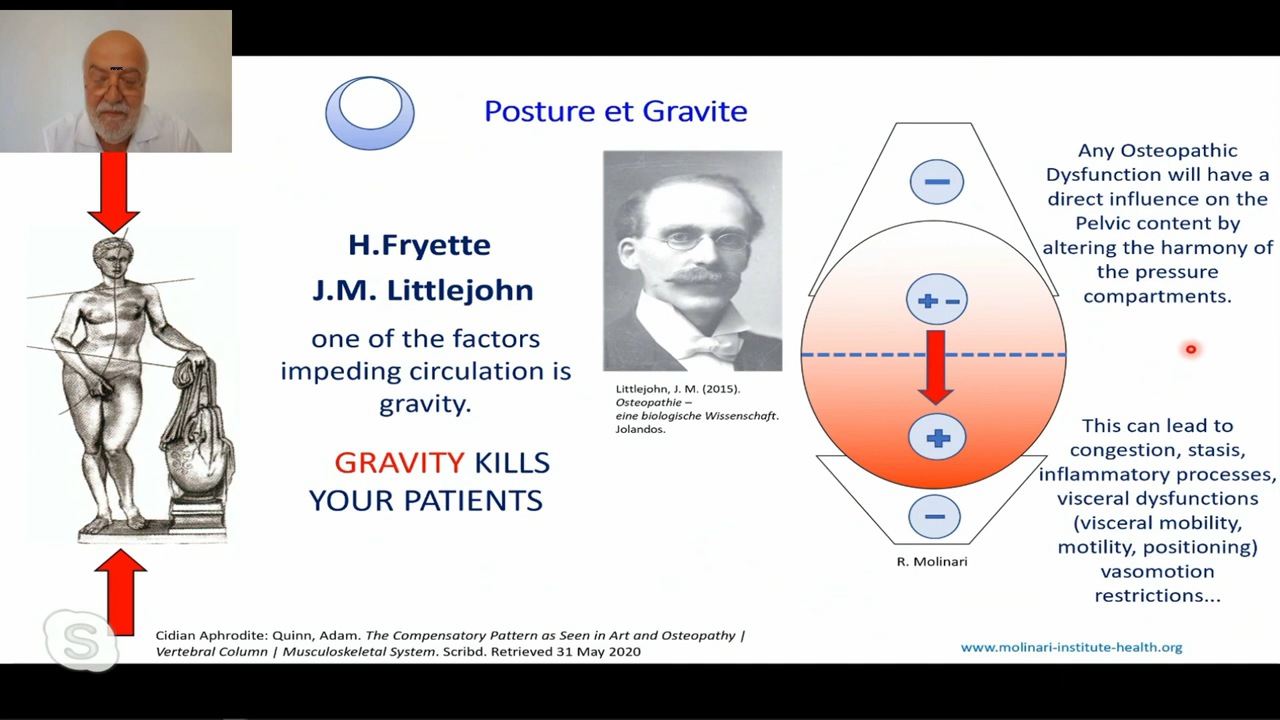 Posture et Gravite
H.Fryette
J.M. Littlejohn
one of the factors
impeding circulation is
gravity.
GRAVITY KILLS
YOUR PATIENTS
Littlejohn, J. M. (2015).
Osteopathie –
eine biologische Wissenschaft.
Jolandos.
R. Molinari
Any Osteopathic
Dysfunction will have a
direct influence on the
Pelvic content by
altering the harmony of
the pressure
compartments.
This can lead to
congestion, stasis,
inflammatory processes,
visceral dysfunctions
(visceral mobility,
motility, positioning)
vasomotion
restrictions...
Cidian Aphrodite: Quinn, Adam. The Compensatory Pattern as Seen in Art and Osteopathy |
Vertebral Column | Musculoskeletal System. Scribd. Retrieved 31 May 2020
www.molinari-institute-health.org